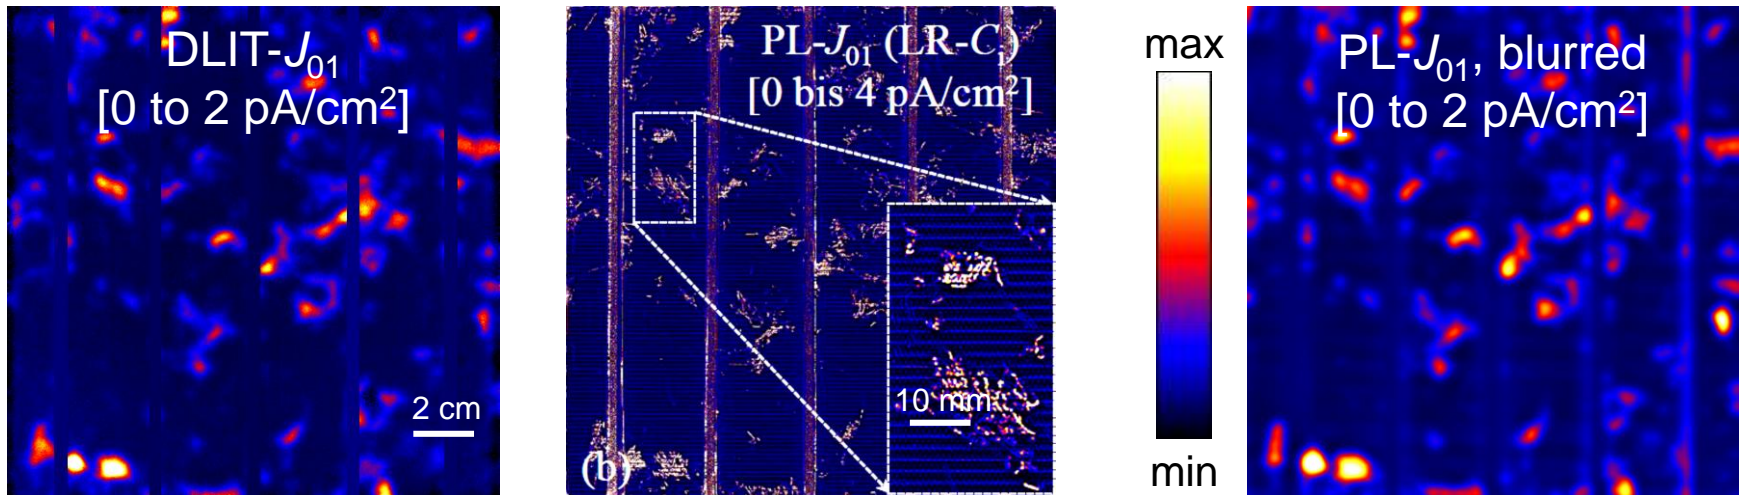 DLIT-J₀₁
[0 to 2 pA/cm²]
2 cm
PL-J₀₁ (LR-Cᵢ)
[0 bis 4 pA/cm²]
10 mm
(b)
max
min
PL-J₀₁, blurred
[0 to 2 pA/cm²]